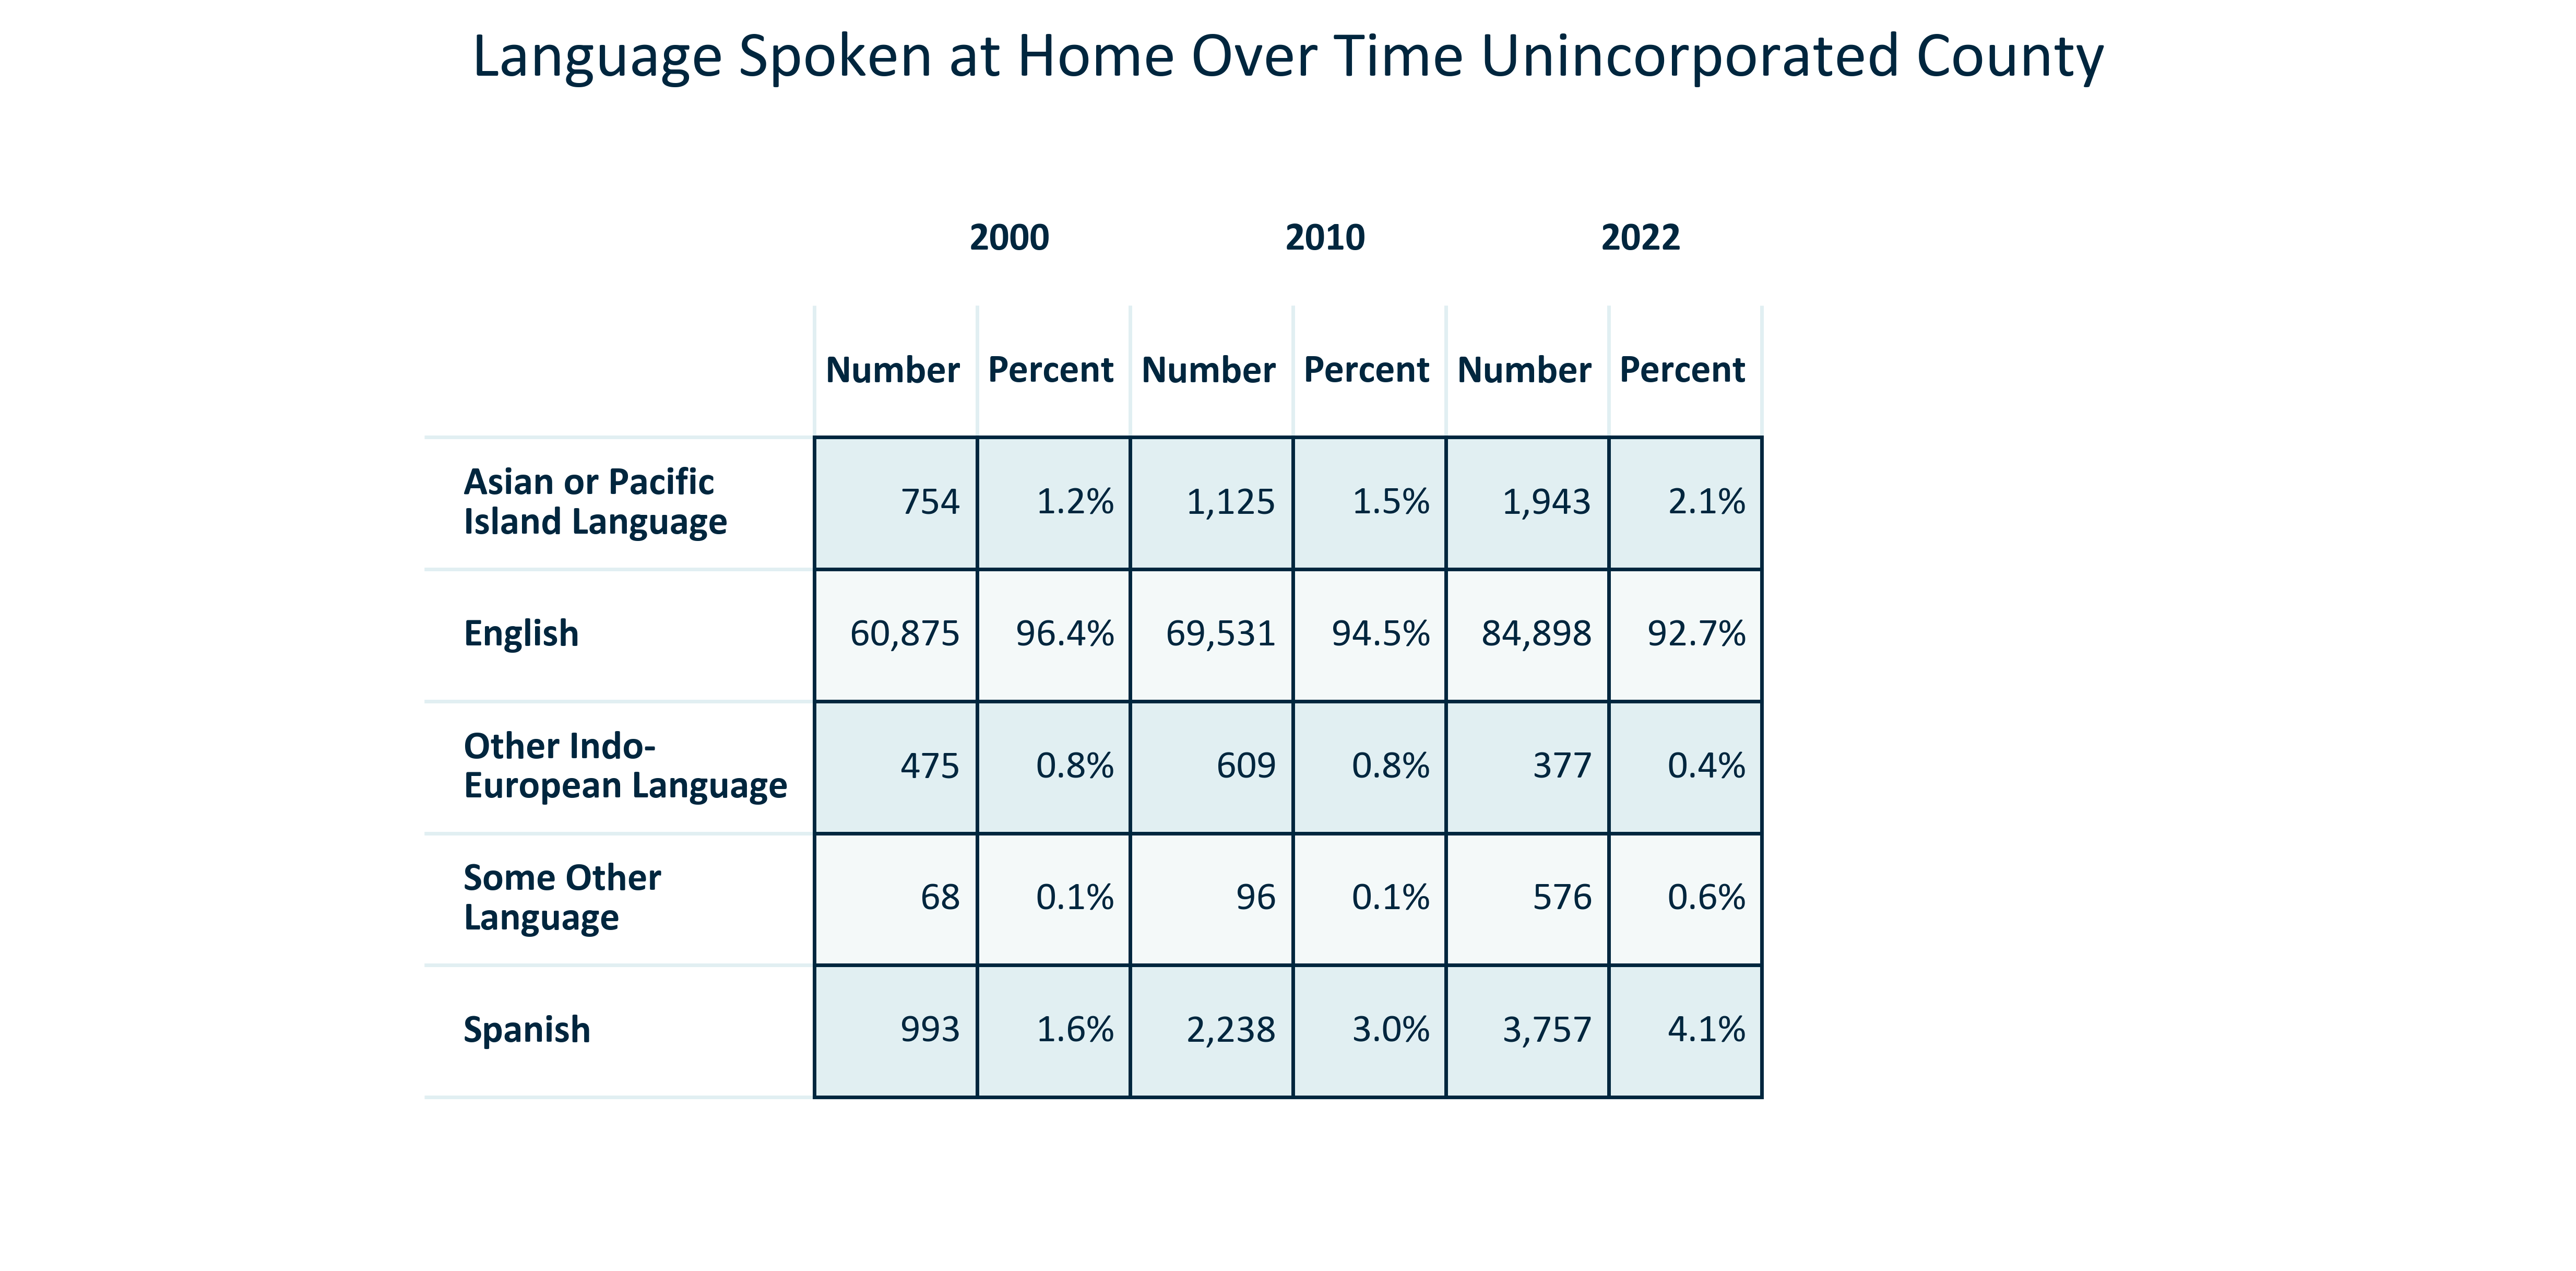 Language Spoken at Home Over Time Unincorporated County
2000 2010 2022
Number Percent Number Percent Number Percent
Asian or Pacific
Island Language
754 1.2% 1,125 1.5% 1,943 2.1%
English 60,875 96.4% 69,531 94.5% 84,898 92.7%
Other Indo-
European Language
475 0.8% 609 0.8% 377 0.4%
Some Other
Language
68 0.1% 96 0.1% 576 0.6%
Spanish 993 1.6% 2,238 3.0% 3,757 4.1%